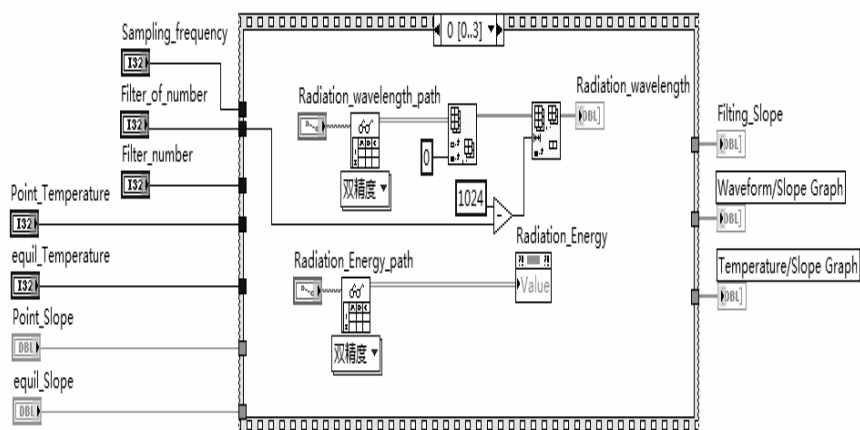 0 [0..3]
Sampling_frequency
I32
Filter_of_number
I32
Filter_number
I32
Point_Temperature
I32
equil_Temperature
I32
Point_Slope
DBL
equil_Slope
DBL
Radiation_wavelength_path
双精度
0
1024
Radiation_wavelength
DBL
Radiation_Energy_path
双精度
Radiation_Energy
Value
Filting_Slope
DBL
Waveform/Slope Graph
DBL
Temperature/Slope Graph
DBL